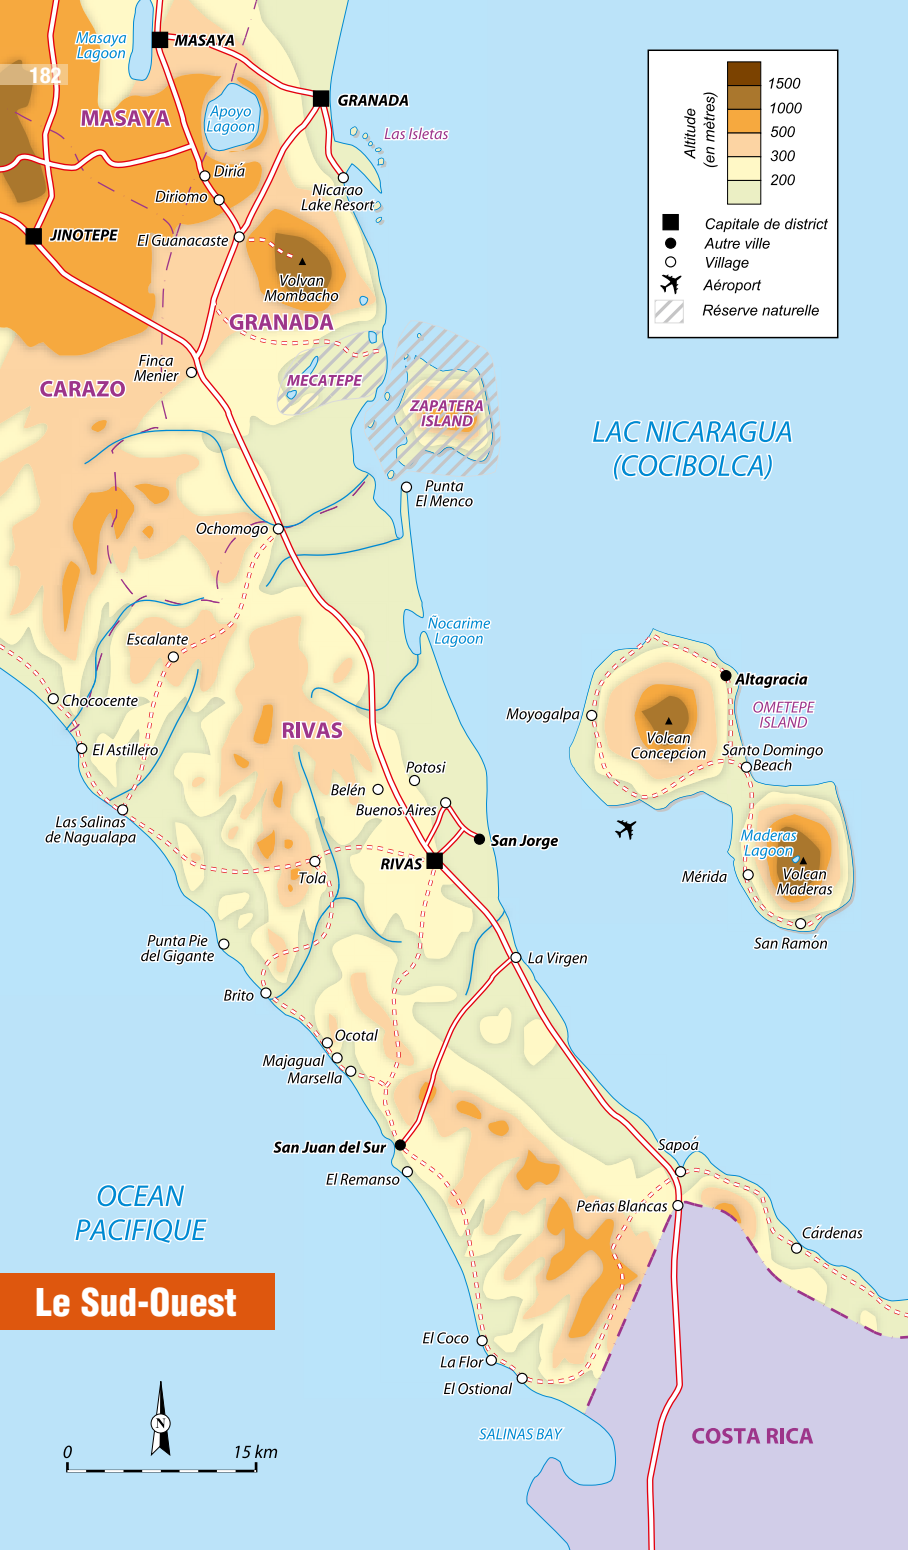 Masaya
Lagoon
MASAYA
182
MASAYA
Apoyo
Lagoon
GRANADA
Las Isletas
Diriá
Diriomo
Nicarao
Lake Resort
JINOTEPE
El Guanacaste
Volvan
Mombacho
GRANADA
Finca
Menier
CARAZO
MECATEPE
ZAPATERA
ISLAND
Altitude
(en mètres)
1500
1000
500
300
200
Capitale de district
Autre ville
Village
Aéroport
Réserve naturelle
LAC NICARAGUA
(COCIBOLCA)
Punta
El Menco
Ochomogo
Ñocarime
Lagoon
Escalante
Chococente
El Astillero
RIVAS
Altagracia
OMETEPE
ISLAND
Moyogalpa
Volcan
Concepcion
Santo Domingo
Beach
Potosi
Belén
Buenos Aires
Las Salinas
de Nagualapa
San Jorge
RIVAS
Tola
Maderas
Lagoon
Volcan
Maderas
Mérida
San Ramón
Punta Pie
del Gigante
La Virgen
Brito
Ocotal
Majagual
Marsella
San Juan del Sur
El Remanso
Sapoá
Peñas Blancas
Cárdenas
OCEAN
PACIFIQUE
Le Sud-Ouest
El Coco
La Flor
El Ostional
SALINAS BAY
COSTA RICA
N
0
15 km